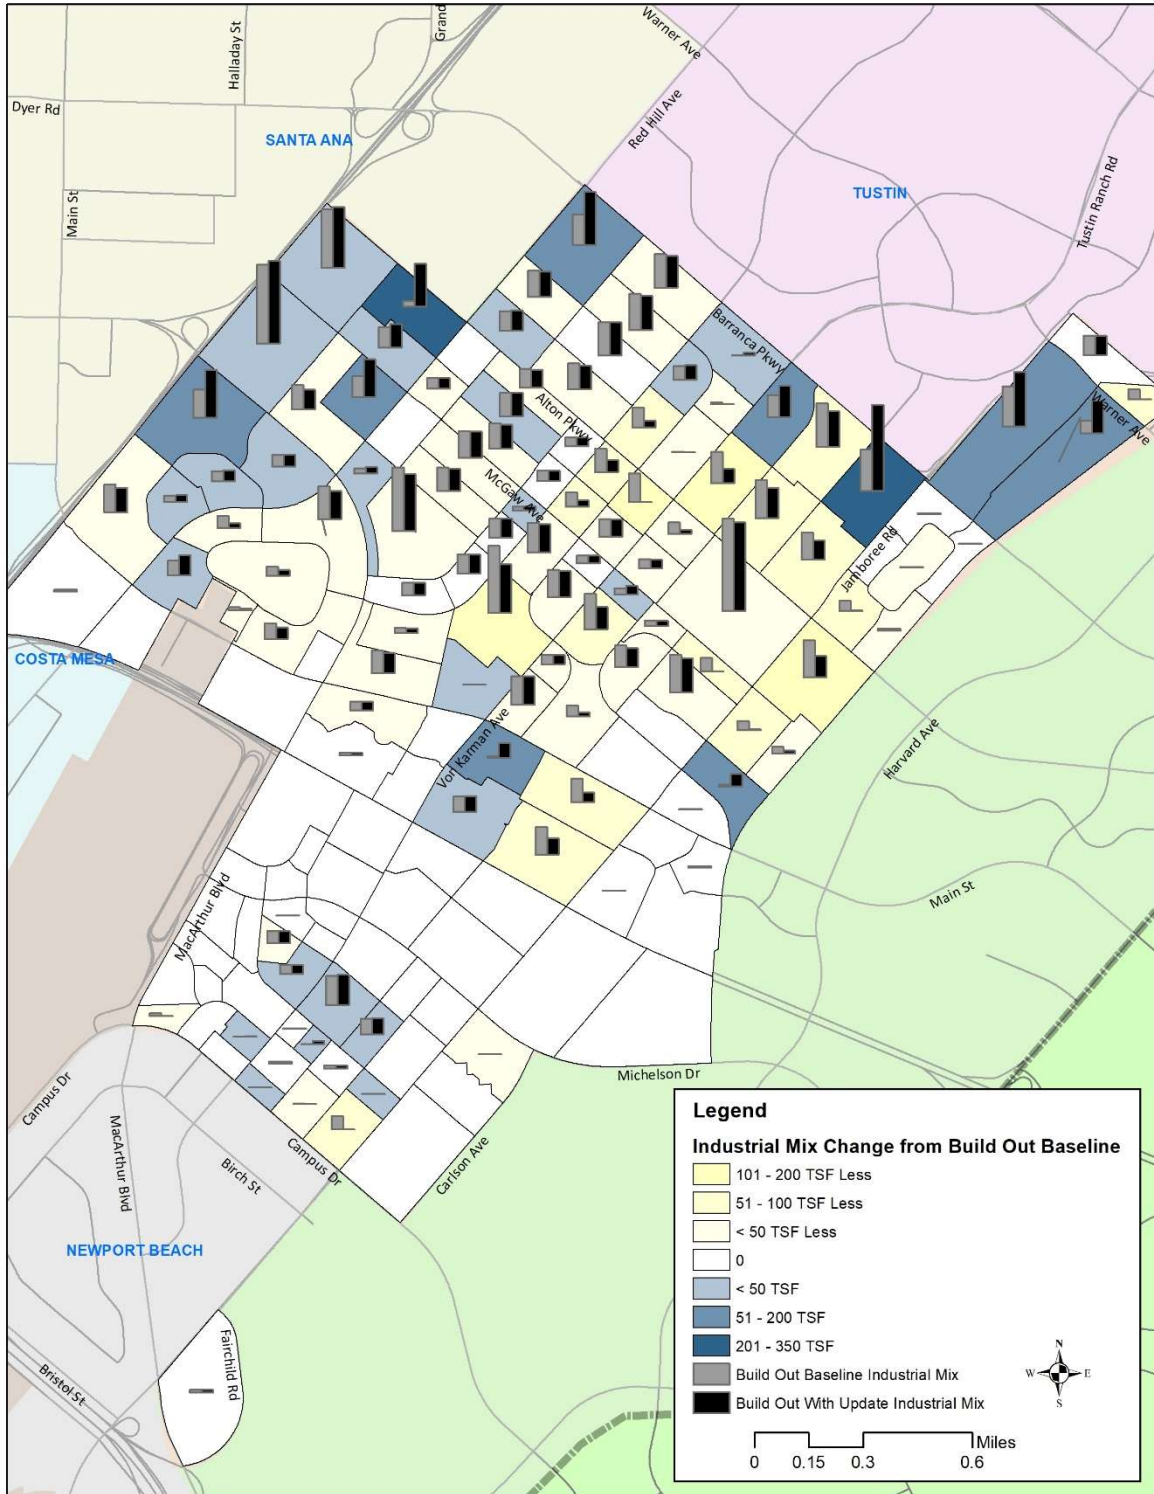 Halladay St
Grand
Warner Ave
Dyer Rd
Red Hill Ave
SANTA ANA
Main St
TUSTIN
Tustin Ranch Rd
Barranca Pkwy
Alton Pkwy
Warner Ave
McGaw Ave
Jamboree Rd
COSTA MESA
Von Karman Ave
Harvard Ave
Main St
MacArthur Blvd
Michelson Dr
Campus Dr
MacArthur Blvd
Birch St
Campus Dr
Carlson Ave
NEWPORT BEACH
Fairchild Rd
Bristol St
Legend
Industrial Mix Change from Build Out Baseline
101 - 200 TSF Less
51 - 100 TSF Less
< 50 TSF Less
0
< 50 TSF
51 - 200 TSF
201 - 350 TSF
Build Out Baseline Industrial Mix
Build Out With Update Industrial Mix
N
W E
S
Miles
0 0.15 0.3 0.6